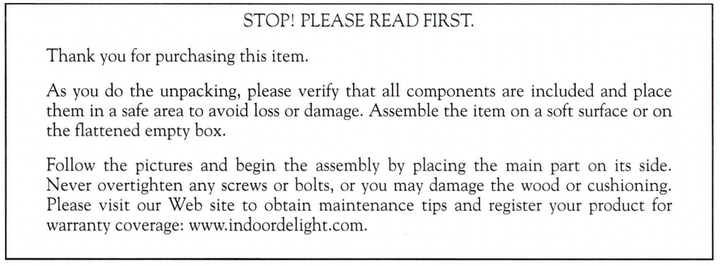 STOP! PLEASE READ FIRST.
Thank you for purchasing this item.
As you do the unpacking, please verify that all components are included and place
them in a safe area to avoid loss or damage. Assemble the item on a soft surface or on
the flattened empty box.
Follow the pictures and begin the assembly by placing the main part on its side.
Never overtighten any screws or bolts, or you may damage the wood or cushioning.
Please visit our Web site to obtain maintenance tips and register your product for
warranty coverage: www.indoordelight.com.